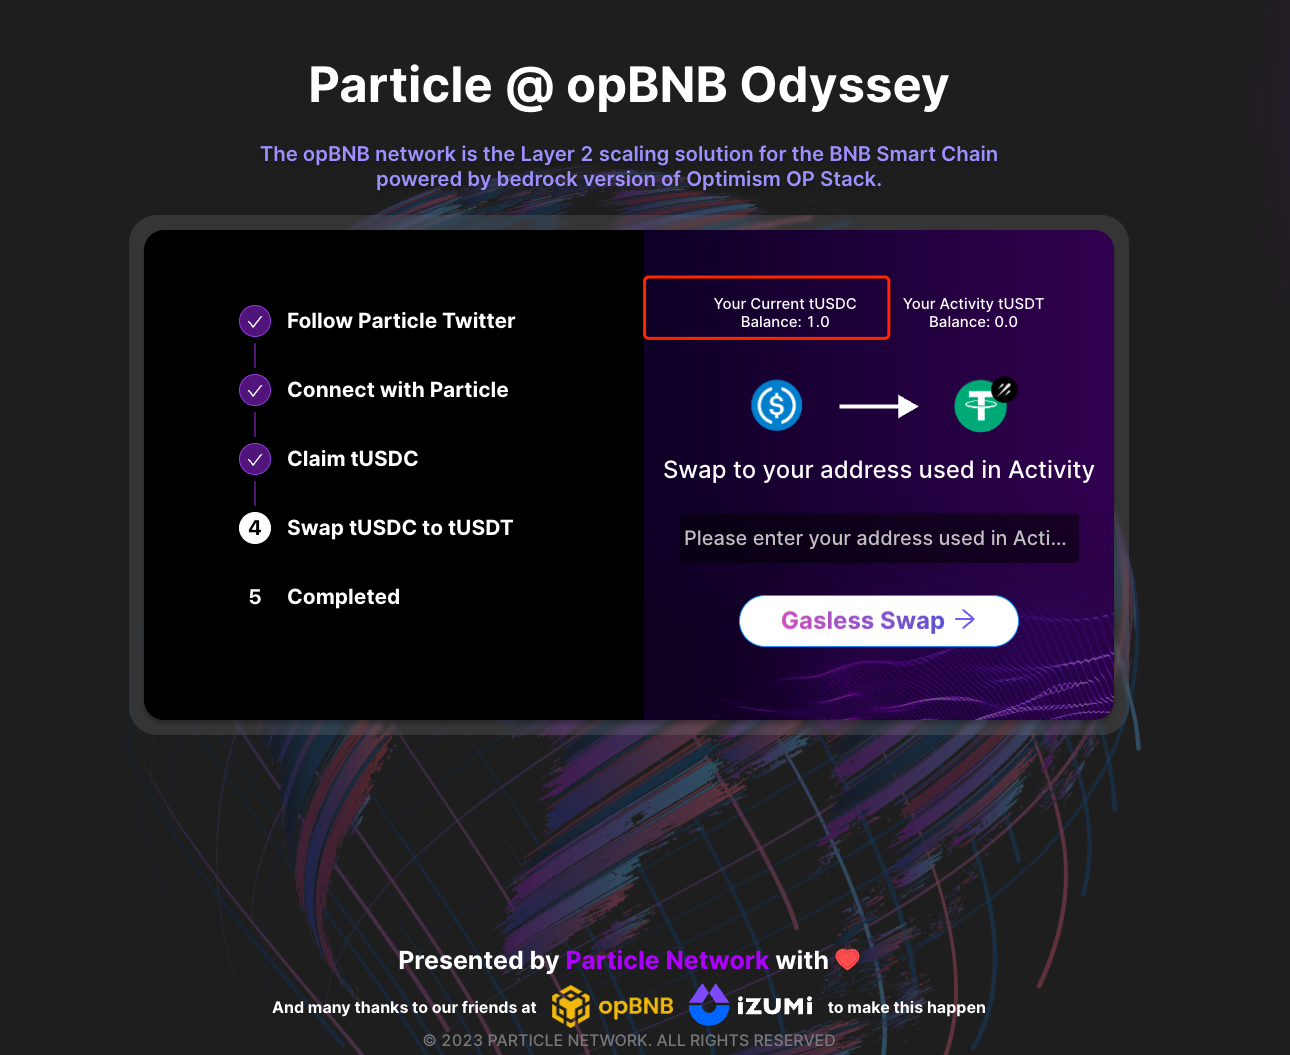 Particle @ opBNB Odyssey
The opBNB network is the Layer 2 scaling solution for the BNB Smart Chain
powered by bedrock version of Optimism OP Stack.
Follow Particle Twitter
Connect with Particle
Claim tUSDC
4 Swap tUSDC to tUSDT
5 Completed
Your Current tUSDC
Balance: 1.0
Your Activity tUSDT
Balance: 0.0
Swap to your address used in Activity
Please enter your address used in Acti...
Gasless Swap
Presented by Particle Network with
And many thanks to our friends at opBNB iZUMi to make this happen
© 2023 PARTICLE NETWORK. ALL RIGHTS RESERVED